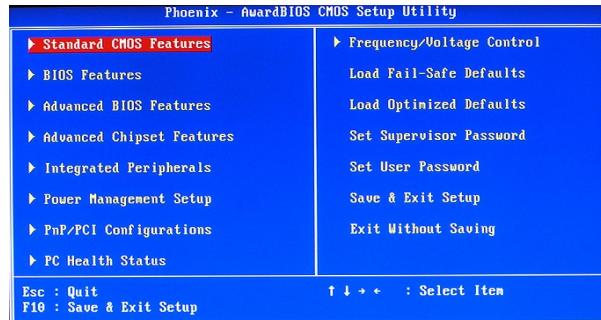 Phoenix - AwardBIOS CMOS Setup Utility
Standard CMOS Features
BIOS Features
Advanced BIOS Features
Advanced Chipset Features
Integrated Peripherals
Power Management Setup
PnP/PCI Configurations
PC Health Status
Frequency/Voltage Control
Load Fail-Safe Defaults
Load Optimized Defaults
Set Supervisor Password
Set User Password
Save & Exit Setup
Exit Without Saving
Esc : Quit
F10 : Save & Exit Setup
↑ ↓ → ← : Select Item